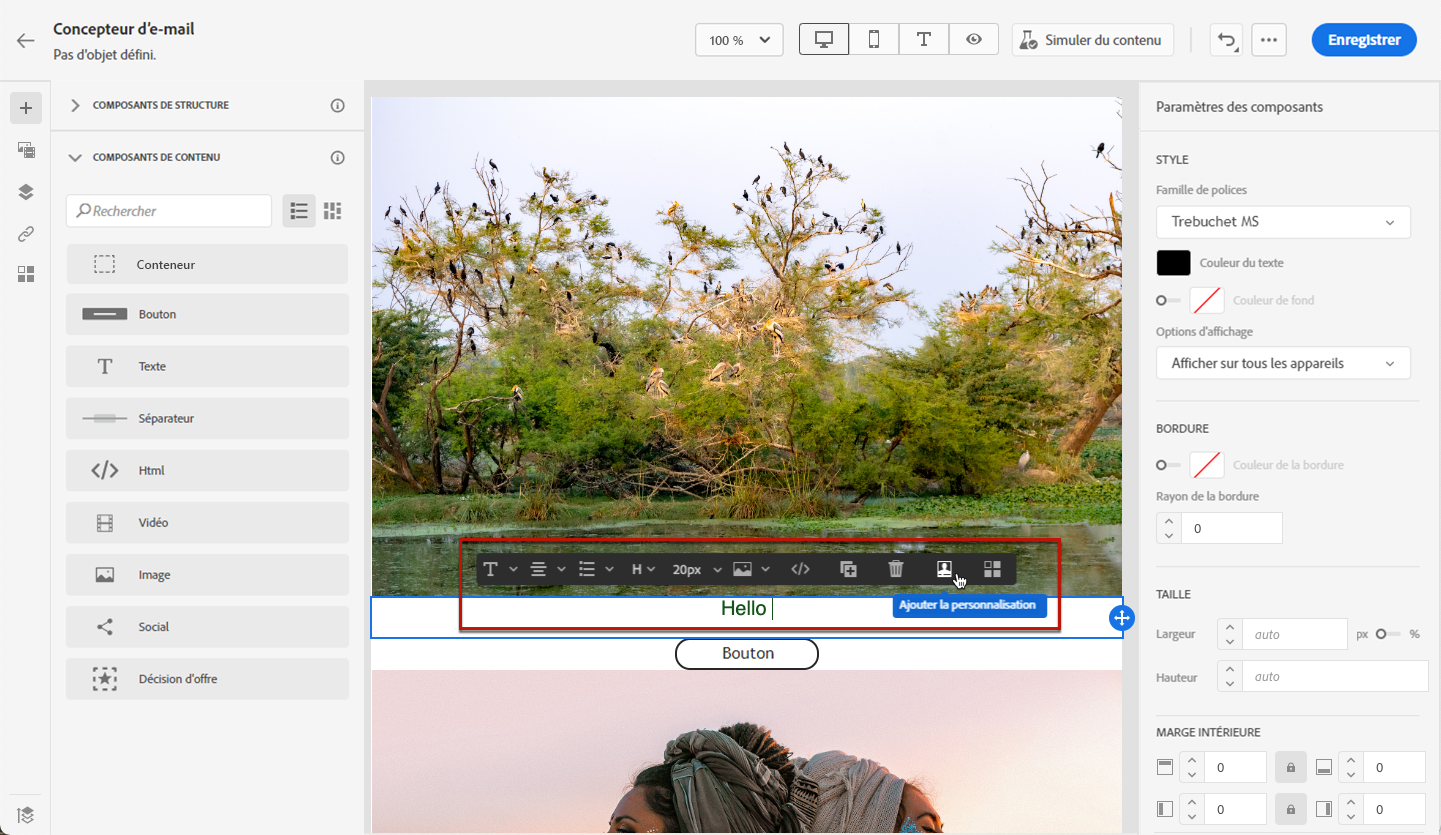 Concepteur d'e-mail
Pas d'objet défini.
100 %
Simuler du contenu
Enregistrer
COMPOSANTS DE STRUCTURE
COMPOSANTS DE CONTENU
Rechercher
Conteneur
Bouton
Texte
Séparateur
Html
Vidéo
Image
Social
Décision d'offre
H
20px
Ajouter la personnalisation
Hello
Bouton
Paramètres des composants
STYLE
Famille de polices
Trebuchet MS
Couleur du texte
Couleur de fond
Options d'affichage
Afficher sur tous les appareils
BORDURE
Couleur de la bordure
Rayon de la bordure
0
TAILLE
Largeur auto px %
Hauteur auto
MARGE INTÉRIEURE
0 0
0 0